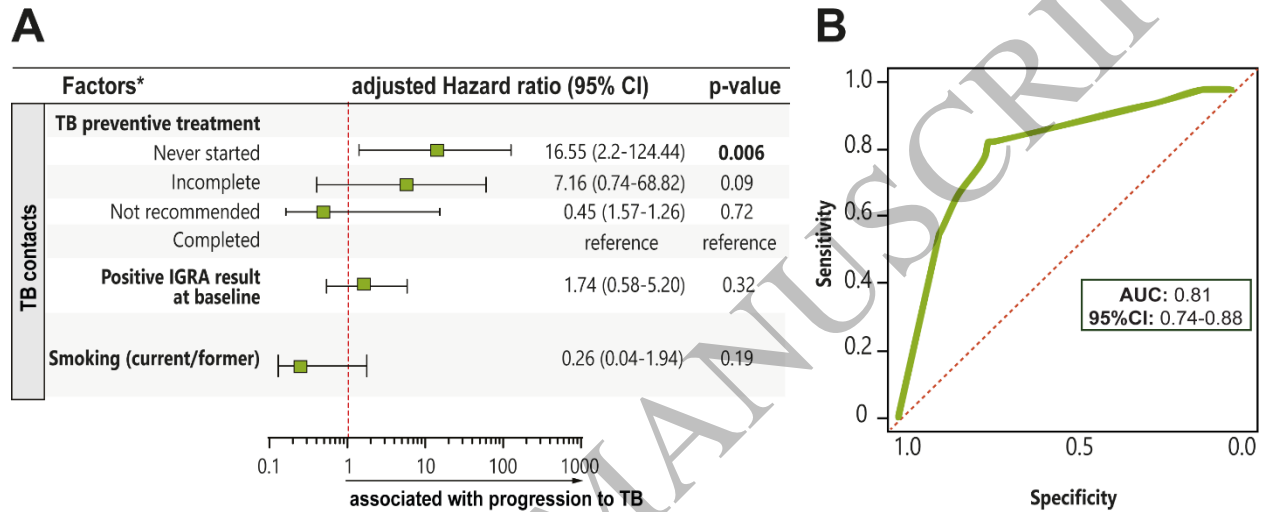 A
Factors* adjusted Hazard ratio (95% CI) p-value
TB contacts
TB preventive treatment
Never started 16.55 (2.2-124.44) 0.006
Incomplete 7.16 (0.74-68.82) 0.09
Not recommended 0.45 (1.57-1.26) 0.72
Completed reference reference
Positive IGRA result
at baseline 1.74 (0.58-5.20) 0.32
Smoking (current/former) 0.26 (0.04-1.94) 0.19
0.1 1 10 100 1000
associated with progression to TB
B
Sensitivity
1.0
0.8
0.6
0.4
0.2
0
AUC: 0.81
95%CI: 0.74-0.88
1.0 0.5 0.0
Specificity
MANUSCRI